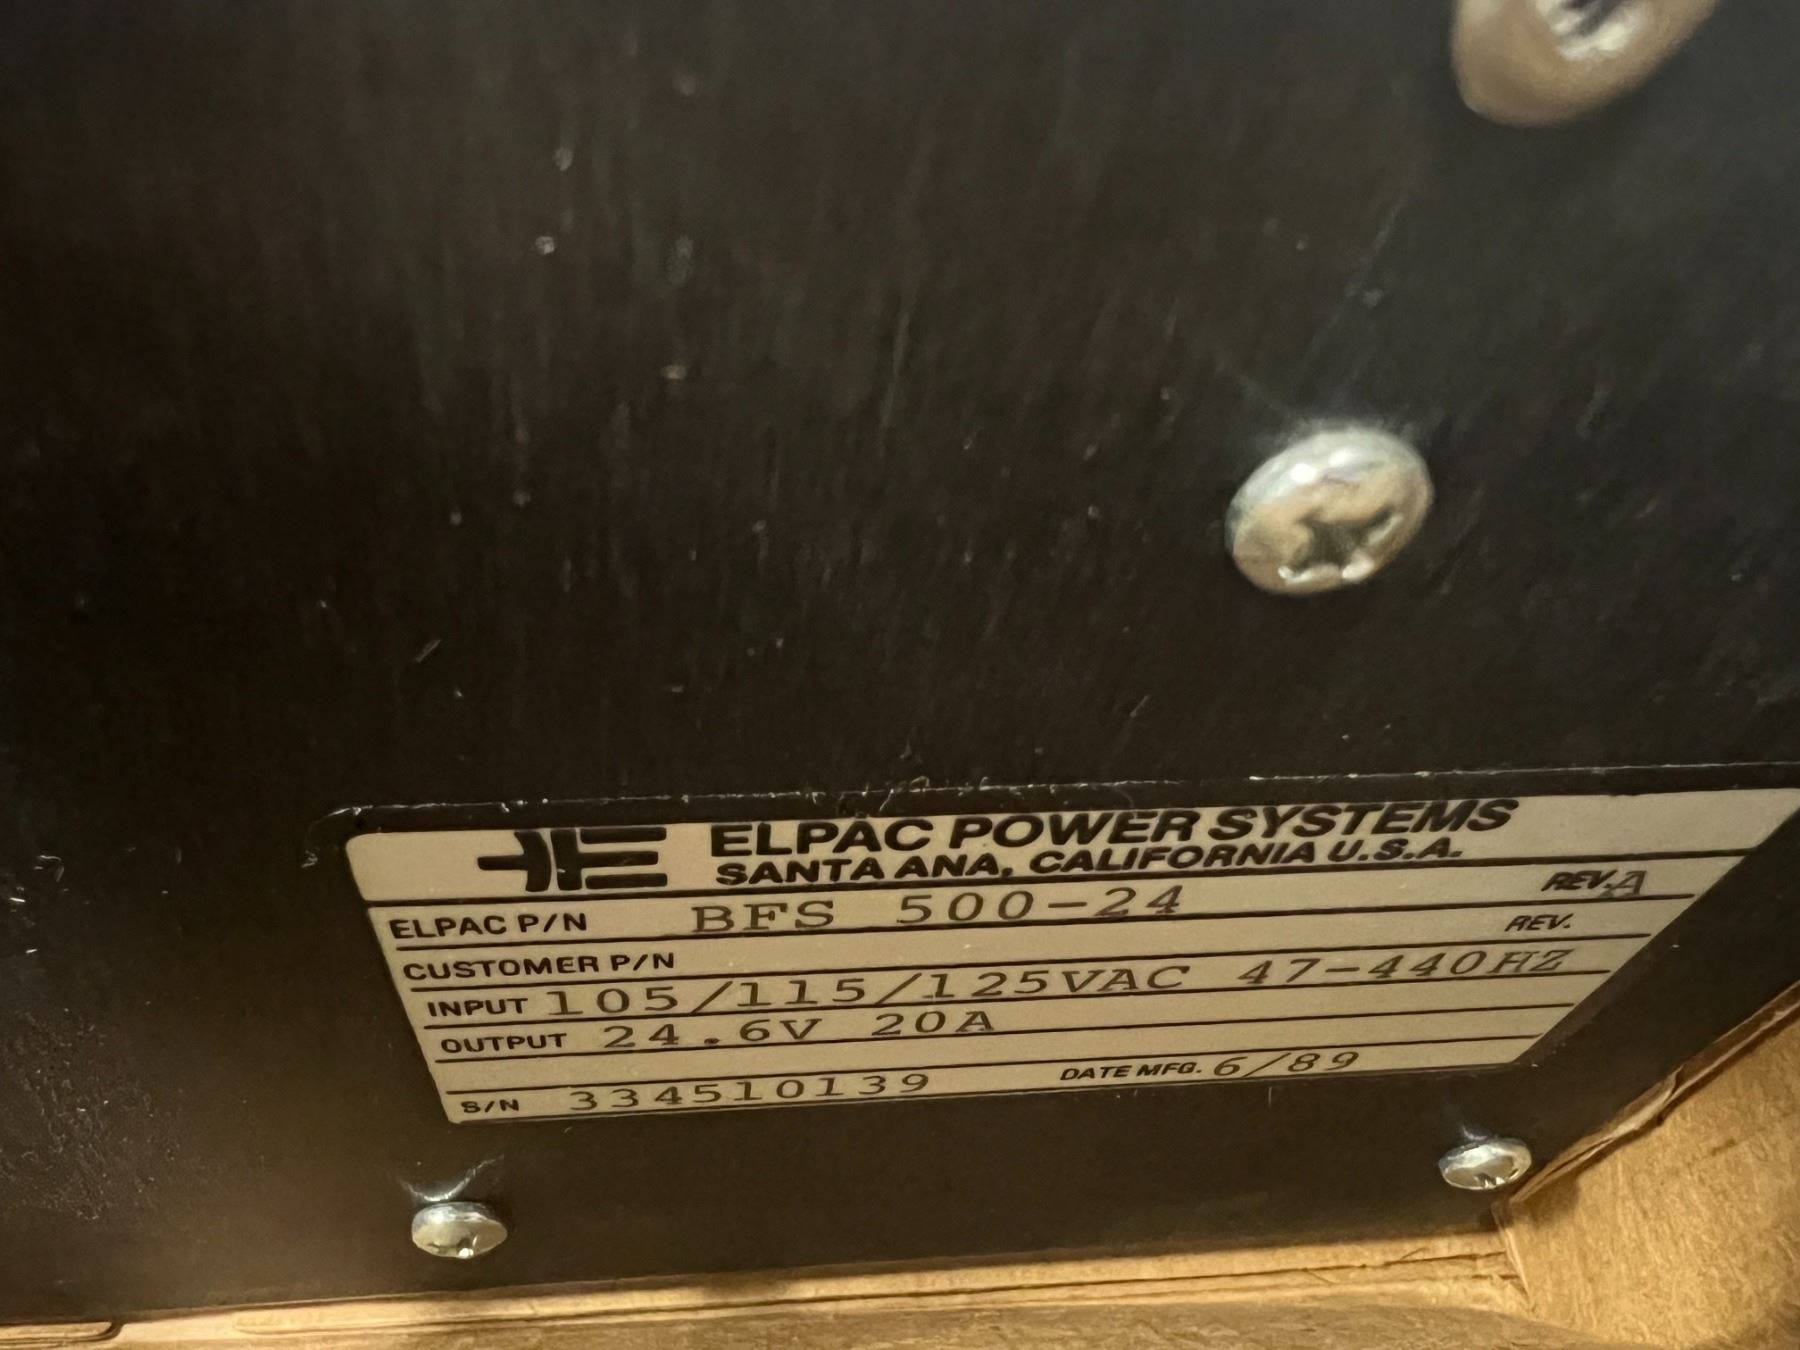 ELPAC POWER SYSTEMS
SANTA ANA, CALIFORNIA U.S.A.
ELPAC P/N BFS 500-24 REV. A
CUSTOMER P/N REV.
INPUT 105/115/125VAC 47-440HZ
OUTPUT 24.6V 20A
S/N 334510139 DATE MFG. 6/89